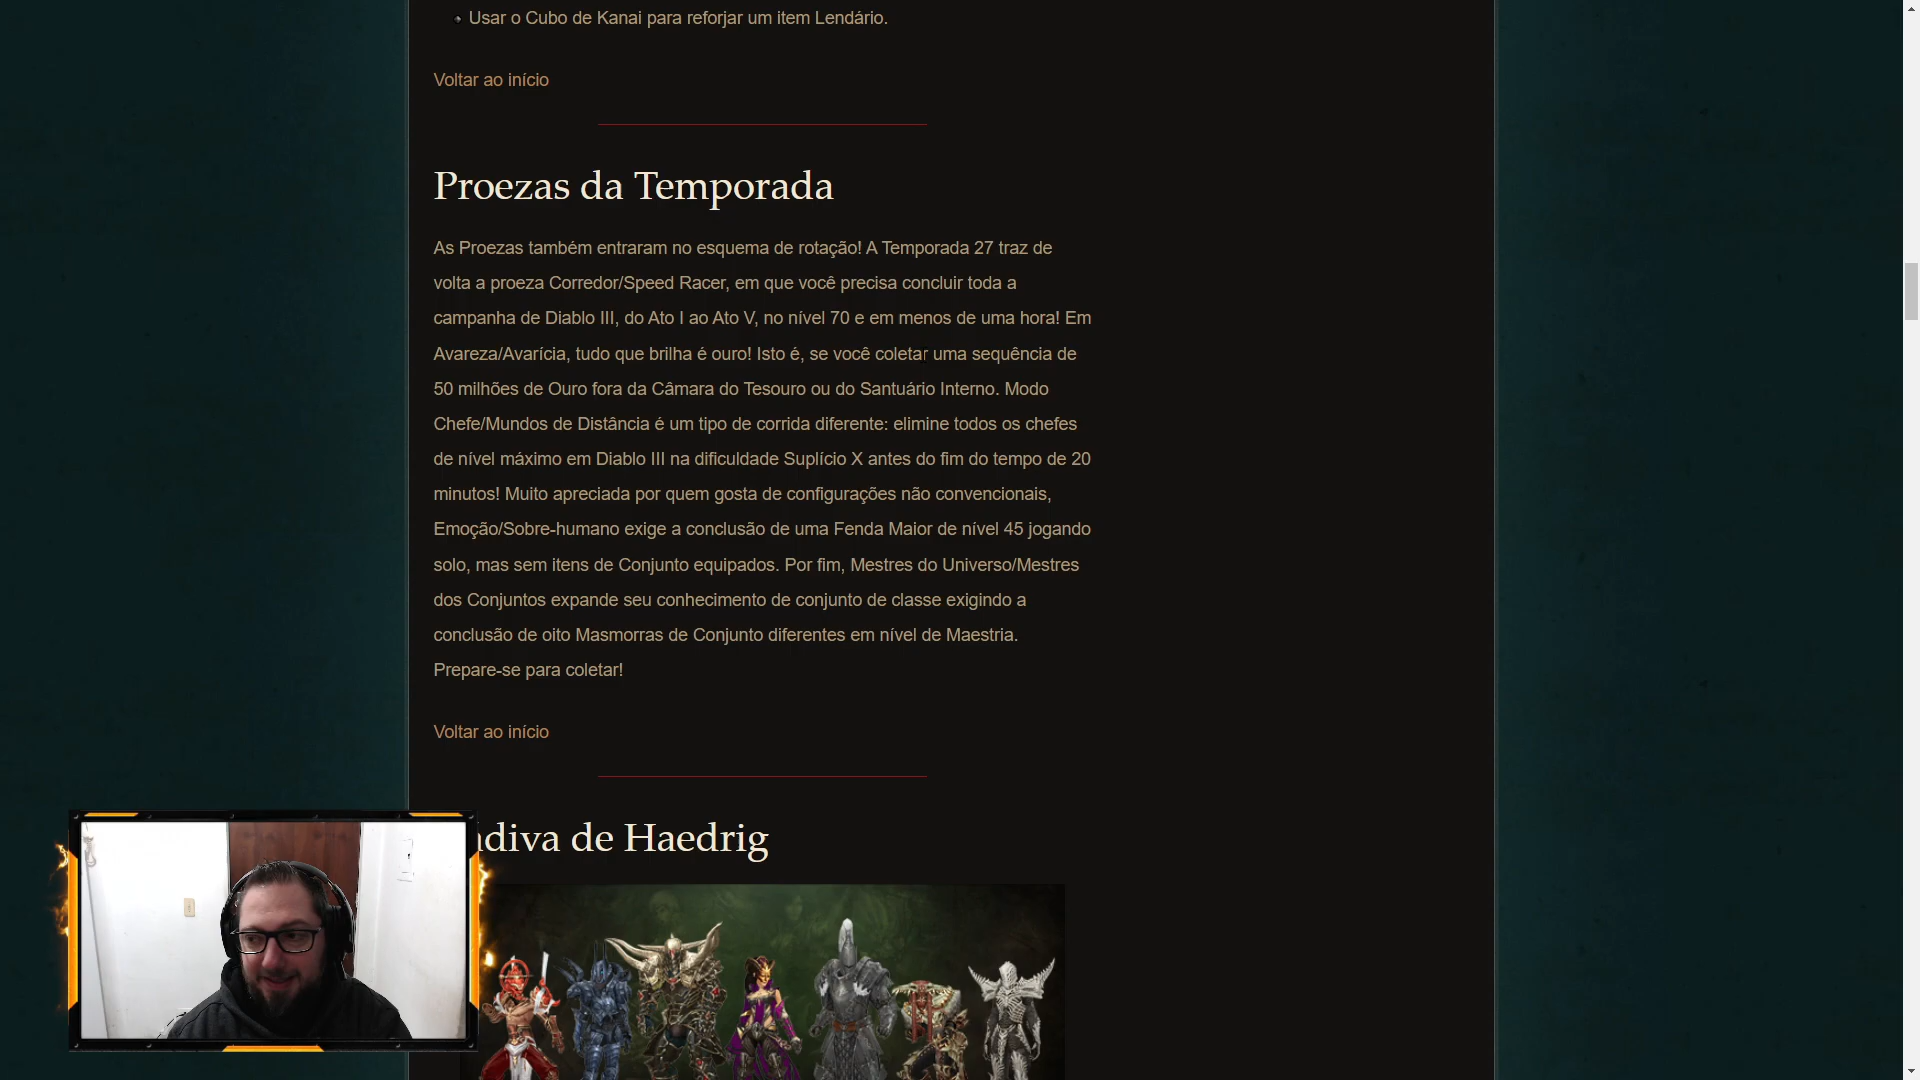 Usar o Cubo de Kanai para reforjar um item Lendário.
Voltar ao início
Proezas da Temporada
As Proezas também entraram no esquema de rotação! A Temporada 27 traz de
volta a proeza Corredor/Speed Racer, em que você precisa concluir toda a
campanha de Diablo III, do Ato I ao Ato V, no nível 70 e em menos de uma hora! Em
Avareza/Avarícia, tudo que brilha é ouro! Isto é, se você coletar uma sequência de
50 milhões de Ouro fora da Câmara do Tesouro ou do Santuário Interno. Modo
Chefe/Mundos de Distância é um tipo de corrida diferente: elimine todos os chefes
de nível máximo em Diablo III na dificuldade Suplício X antes do fim do tempo de 20
minutos! Muito apreciada por quem gosta de configurações não convencionais,
Emoção/Sobre-humano exige a conclusão de uma Fenda Maior de nível 45 jogando
solo, mas sem itens de Conjunto equipados. Por fim, Mestres do Universo/Mestres
dos Conjuntos expande seu conhecimento de conjunto de classe exigindo a
conclusão de oito Masmorras de Conjunto diferentes em nível de Maestria.
Prepare-se para coletar!
Voltar ao início
de Haedrig